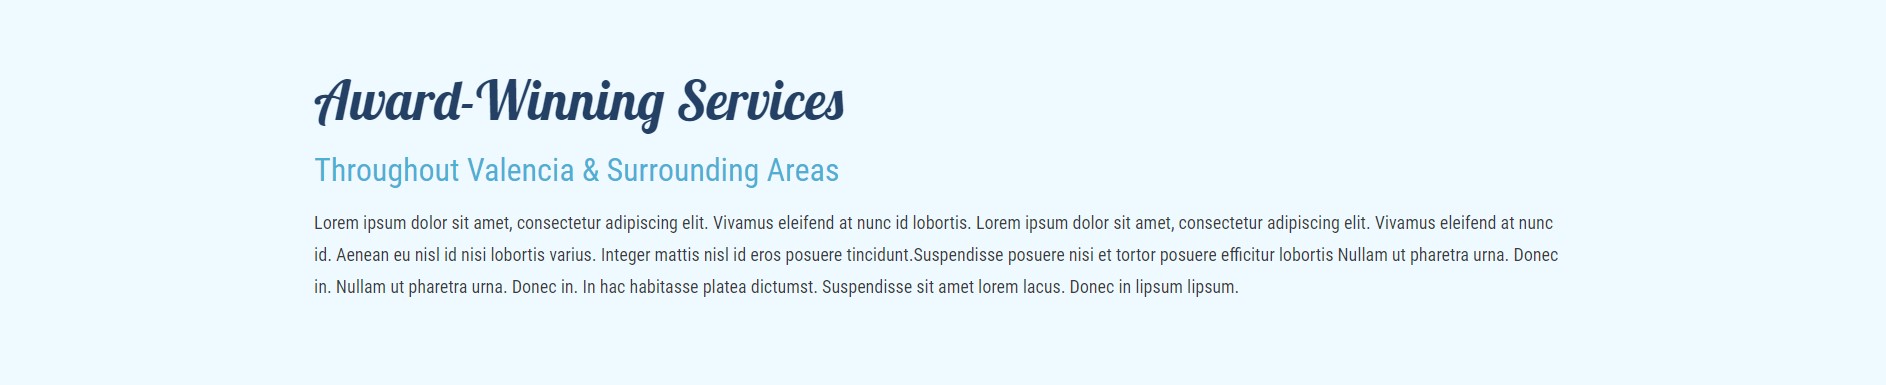 Award-Winning Services
Throughout Valencia & Surrounding Areas
Lorem ipsum dolor sit amet, consectetur adipiscing elit. Vivamus eleifend at nunc id lobortis. Lorem ipsum dolor sit amet, consectetur adipiscing elit. Vivamus eleifend at nunc
id. Aenean eu nisl id nisi lobortis varius. Integer mattis nisl id eros posuere tincidunt.Suspendisse posuere nisi et tortor posuere efficitur lobortis Nullam ut pharetra urna. Donec
in. Nullam ut pharetra urna. Donec in. In hac habitasse platea dictumst. Suspendisse sit amet lorem lacus. Donec in lipsum lipsum.